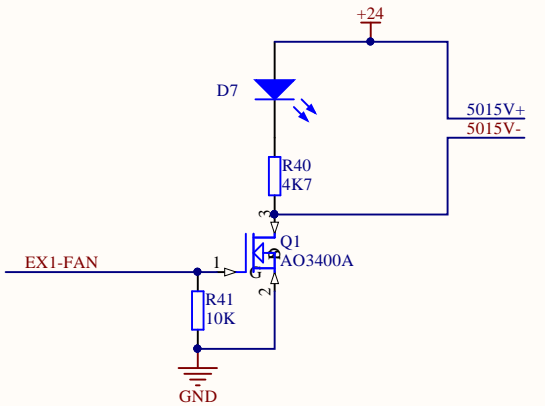 +24
D7
5015V+
5015V-
R40
4K7
3
Q1
D
AO3400A
EX1-FAN
1
G
2
R41
10K
GND